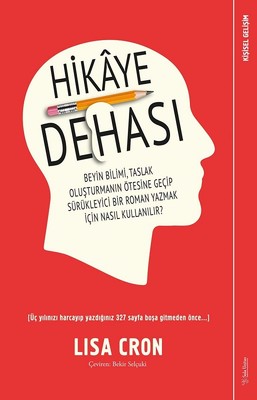 KİŞİSEL GELİŞİM
HİKÂYE
DEHASI
BEYİN BİLİMİ, TASLAK
OLUŞTURMANIN ÖTESİNE GEÇİP
SÜRÜKLEYİCİ BİR ROMAN YAZMAK
İÇİN NASIL KULLANILIR?
[Üç yılınızı harcayıp yazdığınız 327 sayfa boşa gitmeden önce...]
LISA CRON
Çeviren: Bekir Selçuki